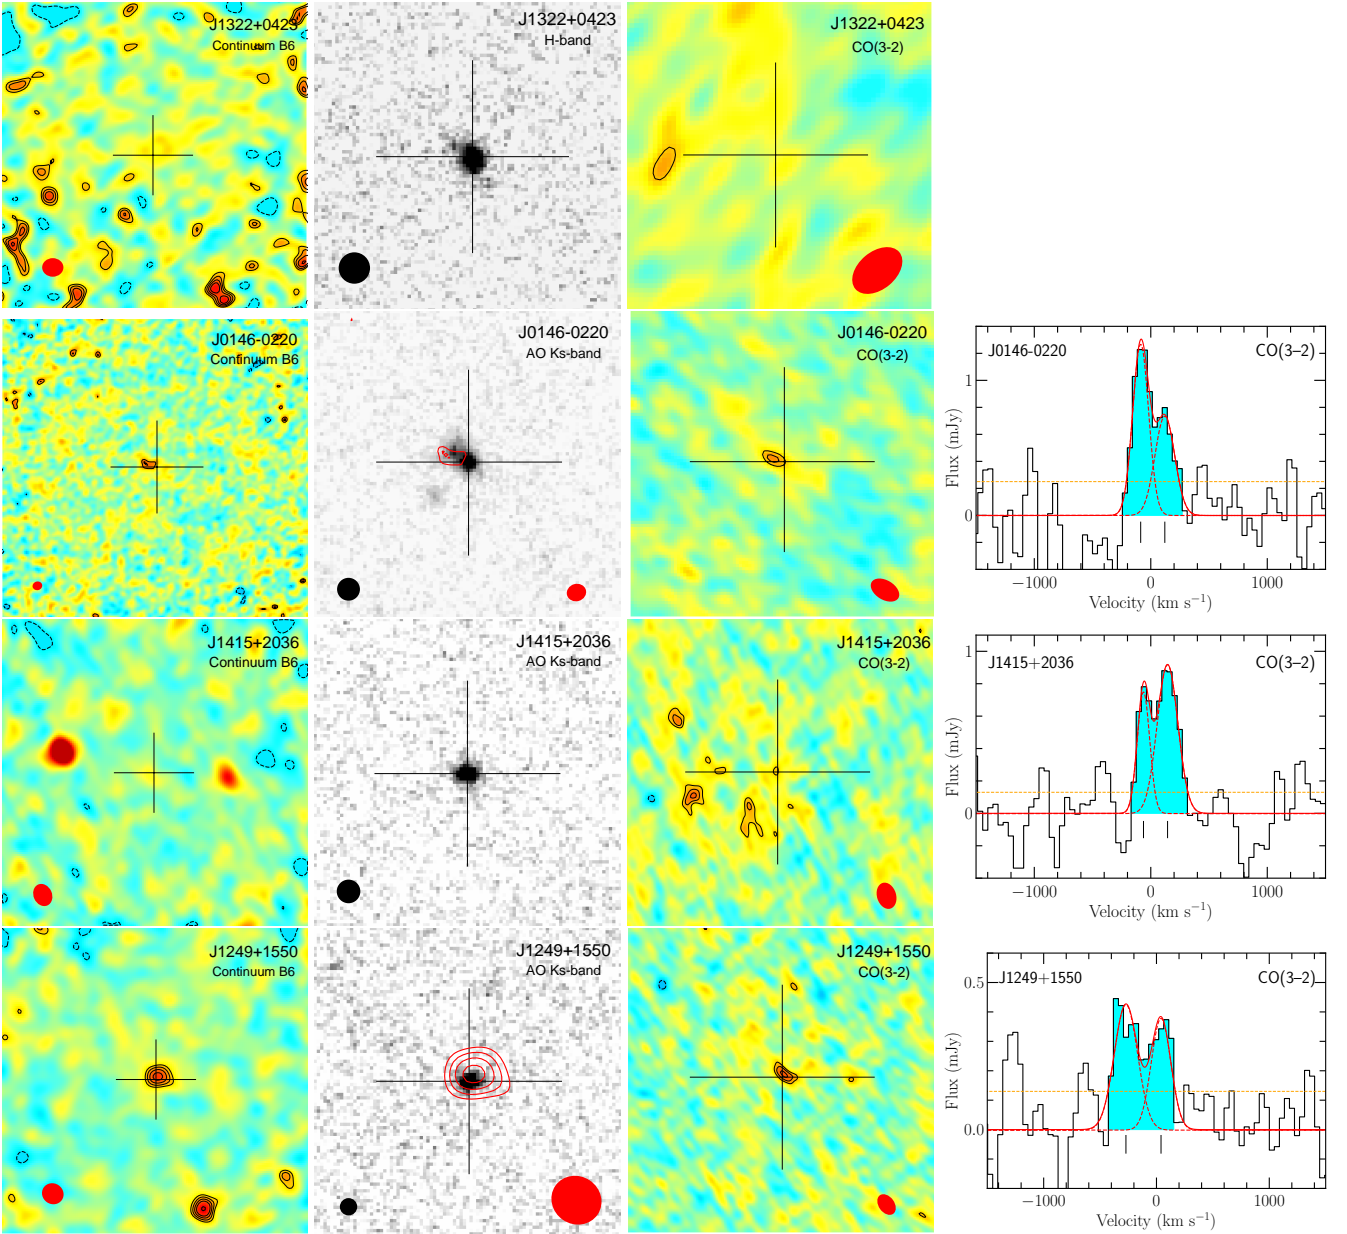 J1322+0423
Continuum B6
J1322+0423
H-band
J1322+0423
CO(3-2)
J0146-0220
Continuum B6
J0146-0220
AO Ks-band
J0146-0220
CO(3-2)
J0146-0220
CO(3–2)
1
0
Flux (mJy)
−1000
0
1000
Velocity (km s⁻¹)
J1415+2036
Continuum B6
J1415+2036
AO Ks-band
J1415+2036
CO(3-2)
J1415+2036
CO(3–2)
1
0
Flux (mJy)
−1000
0
1000
Velocity (km s⁻¹)
J1249+1550
Continuum B6
J1249+1550
AO Ks-band
J1249+1550
CO(3-2)
J1249+1550
CO(3–2)
0.5
0.0
Flux (mJy)
−1000
0
1000
Velocity (km s⁻¹)